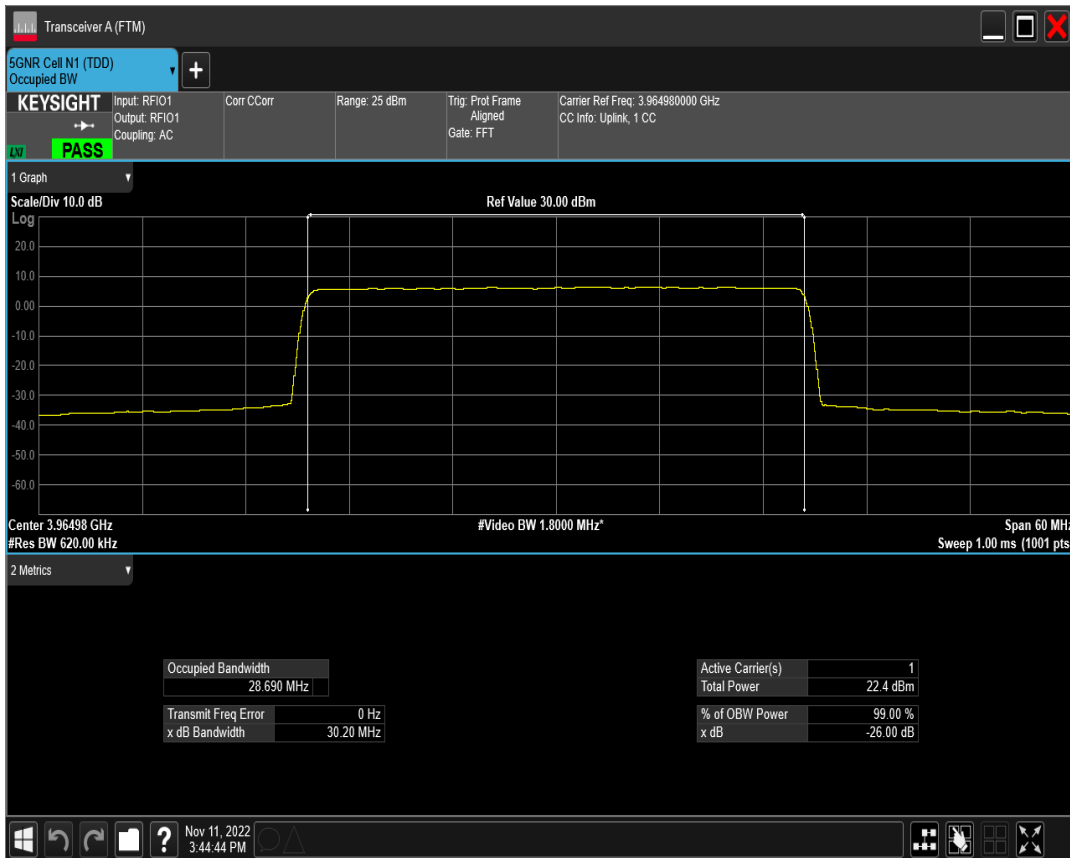 Transceiver A (FTM)
5GNR Cell N1 (TDD)
Occupied BW
+
KEYSIGHT
LXI
PASS
Input: RFIO1
Output: RFIO1
Coupling: AC
Corr CCorr
Range: 25 dBm
Trig: Prot Frame
Aligned
Gate: FFT
Carrier Ref Freq: 3.964980000 GHz
CC Info: Uplink, 1 CC
1 Graph
Scale/Div 10.0 dB
Ref Value 30.00 dBm
Log
20.0
10.0
0.00
-10.0
-20.0
-30.0
-40.0
-50.0
-60.0
Center 3.96498 GHz
#Video BW 1.8000 MHz*
Span 60 MHz
#Res BW 620.00 kHz
Sweep 1.00 ms (1001 pts
2 Metrics
Occupied Bandwidth
28.690 MHz
Transmit Freq Error 0 Hz
x dB Bandwidth 30.20 MHz
Active Carrier(s) 1
Total Power 22.4 dBm
% of OBW Power 99.00 %
x dB -26.00 dB
?
Nov 11, 2022
3:44:44 PM